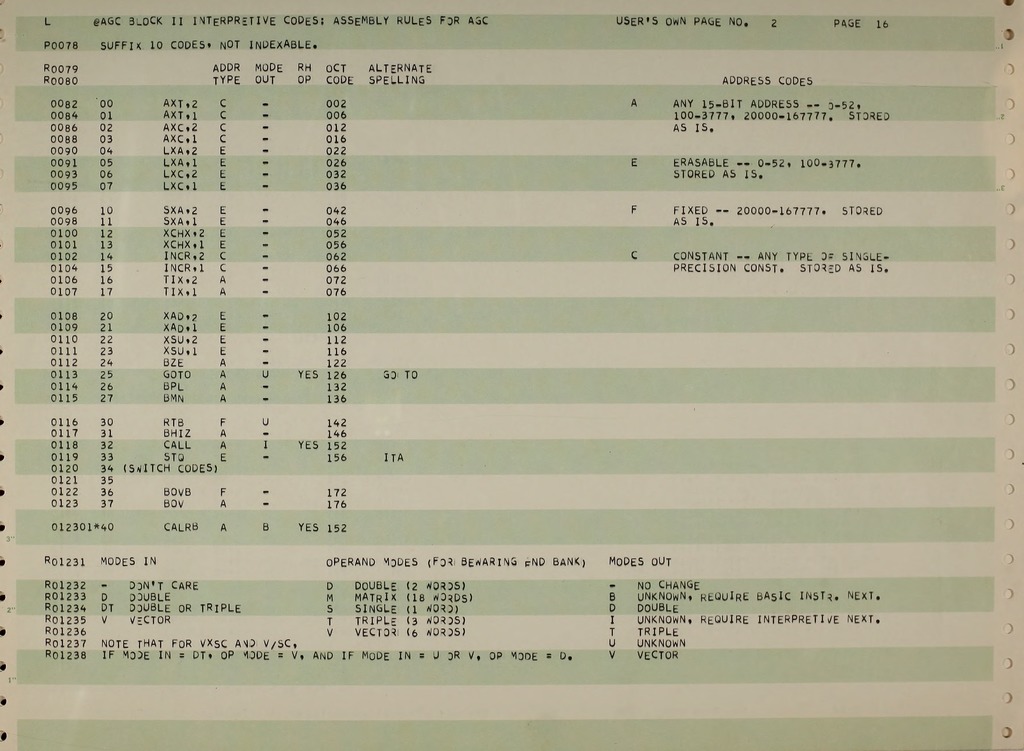 L @AGC BLOCK II INTERPRETIVE CODES; ASSEMBLY RULES FOR AGC USER'S OWN PAGE NO. 2 PAGE 16
P0078 SUFFIX 10 CODES, NOT INDEXABLE.
R0079 ADDR MODE RH OCT ALTERNATE
R0080 TYPE OUT OP CODE SPELLING ADDRESS CODES
0082 00 AXT,2 C - 002 A ANY 15-BIT ADDRESS -- 0-52,
0084 01 AXT,1 C - 006 100-3777, 20000-167777. STORED
0086 02 AXC,2 C - 012 AS IS.
0088 03 AXC,1 C - 016
0090 04 LXA,2 E - 022
0091 05 LXA,1 E - 026 E ERASABLE -- 0-52, 100-3777.
0093 06 LXC,2 E - 032 STORED AS IS.
0095 07 LXC,1 E - 036
0096 10 SXA,2 E - 042 F FIXED -- 20000-167777. STORED
0098 11 SXA,1 E - 046 AS IS.
0100 12 XCHX,2 E - 052
0101 13 XCHX,1 E - 056
0102 14 INCR,2 C - 062 C CONSTANT -- ANY TYPE OF SINGLE-
0104 15 INCR,1 C - 066 PRECISION CONST. STORED AS IS.
0106 16 TIX,2 A - 072
0107 17 TIX,1 A - 076
0108 20 XAD,2 E - 102
0109 21 XAD,1 E - 106
0110 22 XSU,2 E - 112
0111 23 XSU,1 E - 116
0112 24 BZE A - 122
0113 25 GOTO A U YES 126 GO TO
0114 26 BPL A - 132
0115 27 BMN A - 136
0116 30 RTB F U 142
0117 31 BHIZ A - 146
0118 32 CALL A I YES 152
0119 33 STQ E - 156 ITA
0120 34 (SWITCH CODES)
0121 35
0122 36 BOVB F - 172
0123 37 BOV A - 176
012301*40 CALRB A B YES 152
3"
R01231 MODES IN OPERAND MODES (FOR BEWARING END BANK) MODES OUT
R01232 - DON'T CARE D DOUBLE (2 WORDS) - NO CHANGE
R01233 D DOUBLE M MATRIX (18 WORDS) B UNKNOWN, REQUIRE BASIC INSTR. NEXT.
2" R01234 DT DOUBLE OR TRIPLE S SINGLE (1 WORD) D DOUBLE
R01235 V VECTOR T TRIPLE (3 WORDS) I UNKNOWN, REQUIRE INTERPRETIVE NEXT.
R01236 V VECTOR (6 WORDS) T TRIPLE
R01237 NOTE THAT FOR VXSC AND V/SC, U UNKNOWN
R01238 IF MODE IN = DT, OP MODE = V, AND IF MODE IN = U OR V, OP MODE = D. V VECTOR
1"